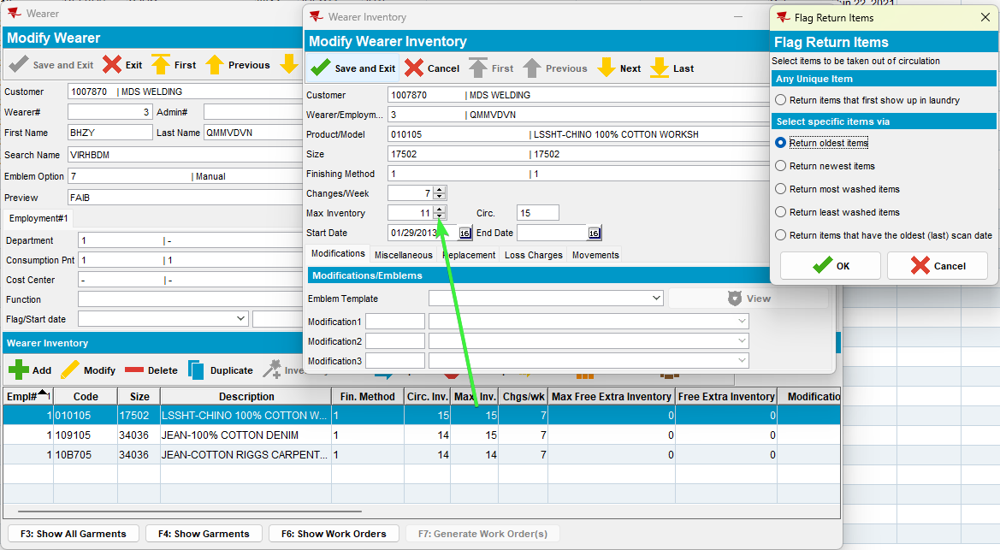 Wearer
Modify Wearer
Save and Exit Exit First Previous
Customer 1007870 MDS WELDING
Wearer# 3 Admin#
First Name BHZY Last Name QMMVDVN
Search Name VIRHBDM
Emblem Option 7 Manual
Preview FAIB
Employment#1
Department 1 -
Consumption Pnt 1 1
Cost Center - -
Function
Flag/Start date
Wearer Inventory
Add Modify Delete Duplicate
Empl# 1 Code Size Description Fin. Method Circ. Inv. Max. Inv. Chgs/wk Max Free Extra Inventory Free Extra Inventory Modificatio
1 010105 17502 LSSHT-CHINO 100% COTTON W... 1 15 15 7 0 0
1 109105 34036 JEAN-100% COTTON DENIM 1 14 15 7 0 0
1 10B705 34036 JEAN-COTTON RIGGS CARPENT... 1 14 14 7 0 0
F3: Show All Garments F4: Show Garments F6: Show Work Orders F7: Generate Work Order(s)
Wearer Inventory
Modify Wearer Inventory
Save and Exit Cancel First Previous Next Last
Customer 1007870 MDS WELDING
Wearer/Employm... 3 QMMVDVN
Product/Model 010105 LSSHT-CHINO 100% COTTON WORKSH
Size 17502 17502
Finishing Method 1 1
Changes/Week 7
Max Inventory 11 Circ. 15
Start Date 01/29/2013 16 End Date 16
Modifications Miscellaneous Replacement Loss Charges Movements
Modifications/Emblems
Emblem Template View
Modification1
Modification2
Modification3
Jun 22, 2021
Flag Return Items
Flag Return Items
Select items to be taken out of circulation
Any Unique Item
Return items that first show up in laundry
Select specific items via
Return oldest items
Return newest items
Return most washed items
Return least washed items
Return items that have the oldest (last) scan date
OK Cancel